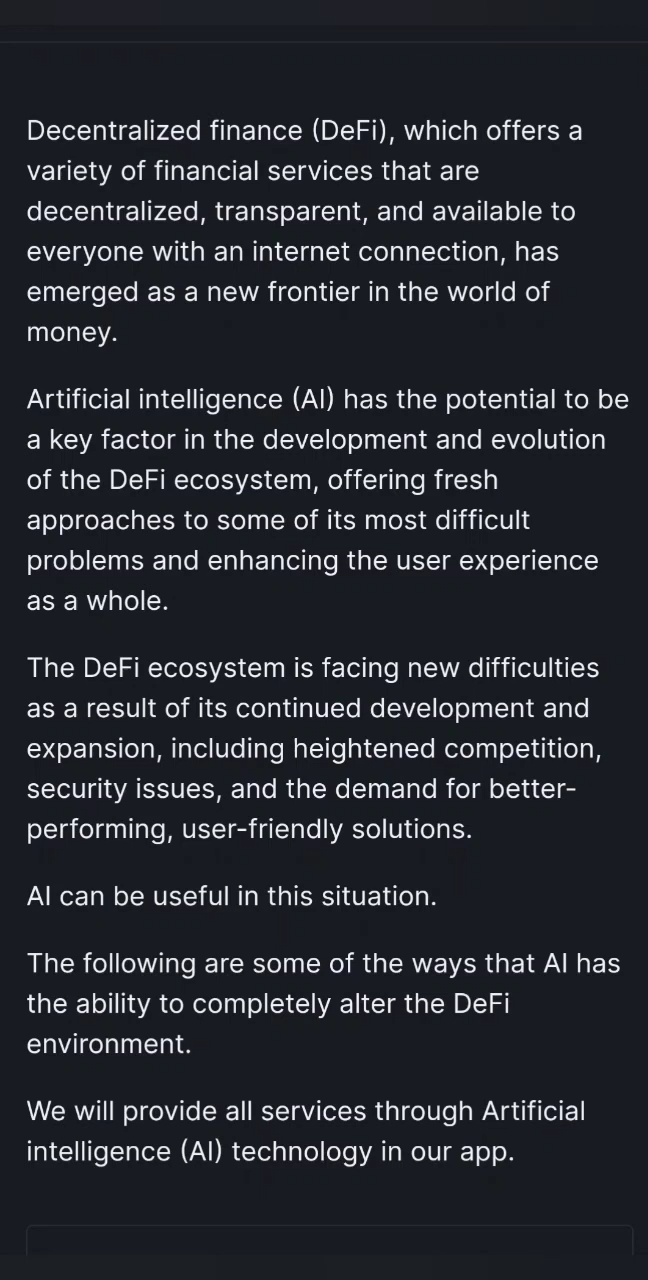 Decentralized finance (DeFi), which offers a
variety of financial services that are
decentralized, transparent, and available to
everyone with an internet connection, has
emerged as a new frontier in the world of
money.
Artificial intelligence (AI) has the potential to be
a key factor in the development and evolution
of the DeFi ecosystem, offering fresh
approaches to some of its most difficult
problems and enhancing the user experience
as a whole.
The DeFi ecosystem is facing new difficulties
as a result of its continued development and
expansion, including heightened competition,
security issues, and the demand for better-
performing, user-friendly solutions.
AI can be useful in this situation.
The following are some of the ways that AI has
the ability to completely alter the DeFi
environment.
We will provide all services through Artificial
intelligence (AI) technology in our app.